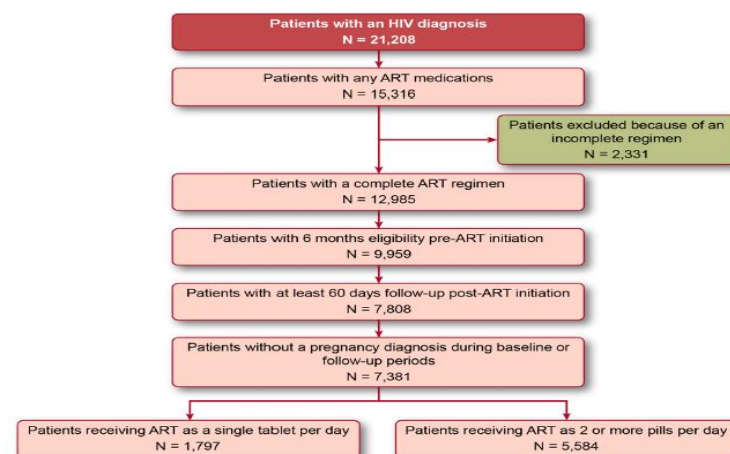 Patients with an HIV diagnosis
N = 21,208
Patients with any ART medications
N = 15,316
Patients excluded because of an
incomplete regimen
N = 2,331
Patients with a complete ART regimen
N = 12,985
Patients with 6 months eligibility pre-ART initiation
N = 9,959
Patients with at least 60 days follow-up post-ART initiation
N = 7,808
Patients without a pregnancy diagnosis during baseline or
follow-up periods
N = 7,381
Patients receiving ART as a single tablet per day
N = 1,797
Patients receiving ART as 2 or more pills per day
N = 5,584